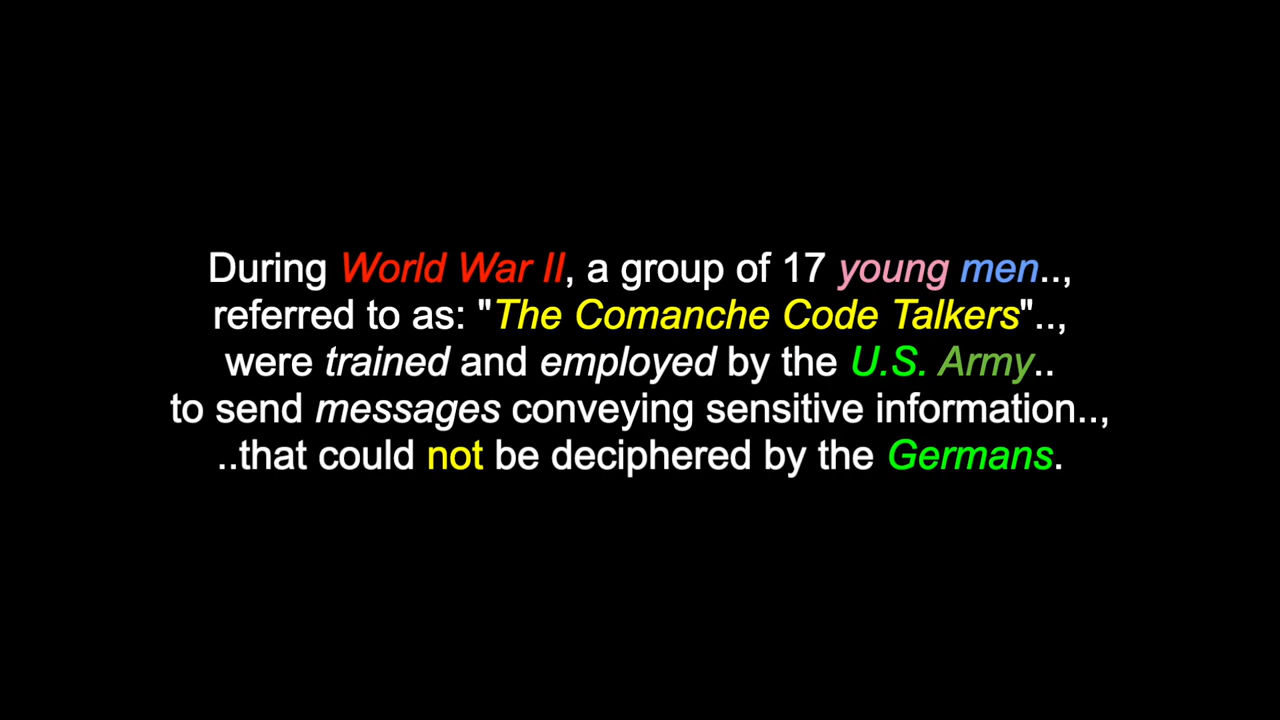 During World War II, a group of 17 young men..,
referred to as: "The Comanche Code Talkers"..,
were trained and employed by the U.S. Army..
to send messages conveying sensitive information..,
..that could not be deciphered by the Germans.